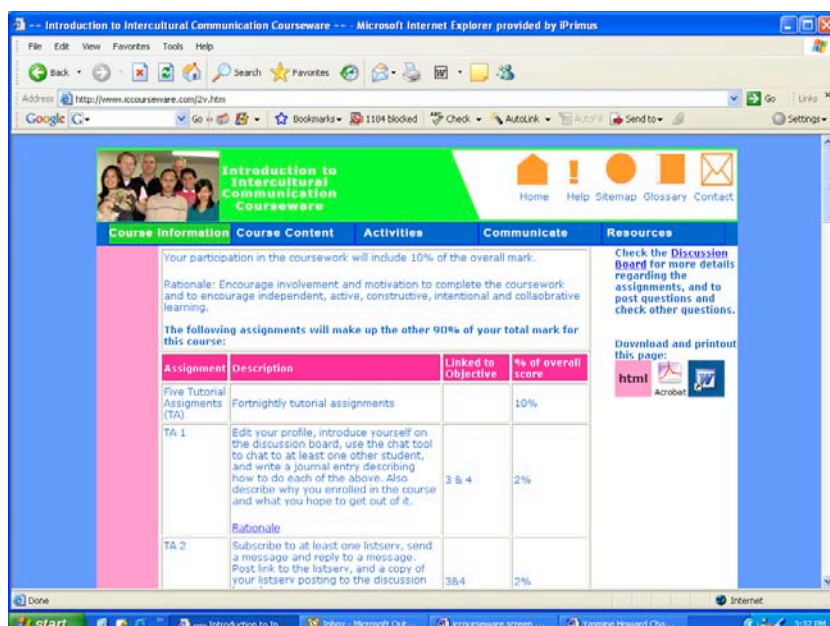 -- Introduction to Intercultural Communication Courseware -- - Microsoft Internet Explorer provided by iPrimus
File Edit View Favorites Tools Help
Back Search Favorites
Address http://www.iccourseware.com/2v.htm Go Links
Google Go Bookmarks 1104 blocked Check AutoLink AutoFill Send to Settings
Introduction to
Intercultural
Communication
Courseware
Home Help Sitemap Glossary Contact
Course Information Course Content Activities Communicate Resources
Your participation in the coursework will include 10% of the overall mark.
Rationale: Encourage involvement and motivation to complete the coursework
and to encourage independent, active, constructive, intentional and collaobrative
learning.
The following assignments will make up the other 90% of your total mark for
this course:
Assignment Description Linked to Objective % of overall score
Five Tutorial
Assigments
(TA)
Fortnightly tutorial assignments
10%
TA 1
Edit your profile, introduce yourself on
the discussion board, use the chat tool
to chat to at least one other student,
and write a journal entry describing
how to do each of the above. Also
describe why you enrolled in the course
and what you hope to get out of it.
Rationale
3 & 4
2%
TA 2
Subscribe to at least one listserv, send
a message and reply to a message.
Post link to the listserv, and a copy of
your listserv posting to the discussion
3&4
2%
Check the Discussion
Board for more details
regarding the
assignments, and to
post questions and
check other questions.
Download and printout
this page:
html
Acrobat
Done Internet
start -- Introduction to In... Inbox - Microsoft Out... iccourseware screen ... Yasmine Howard Cha... 3:32 PM